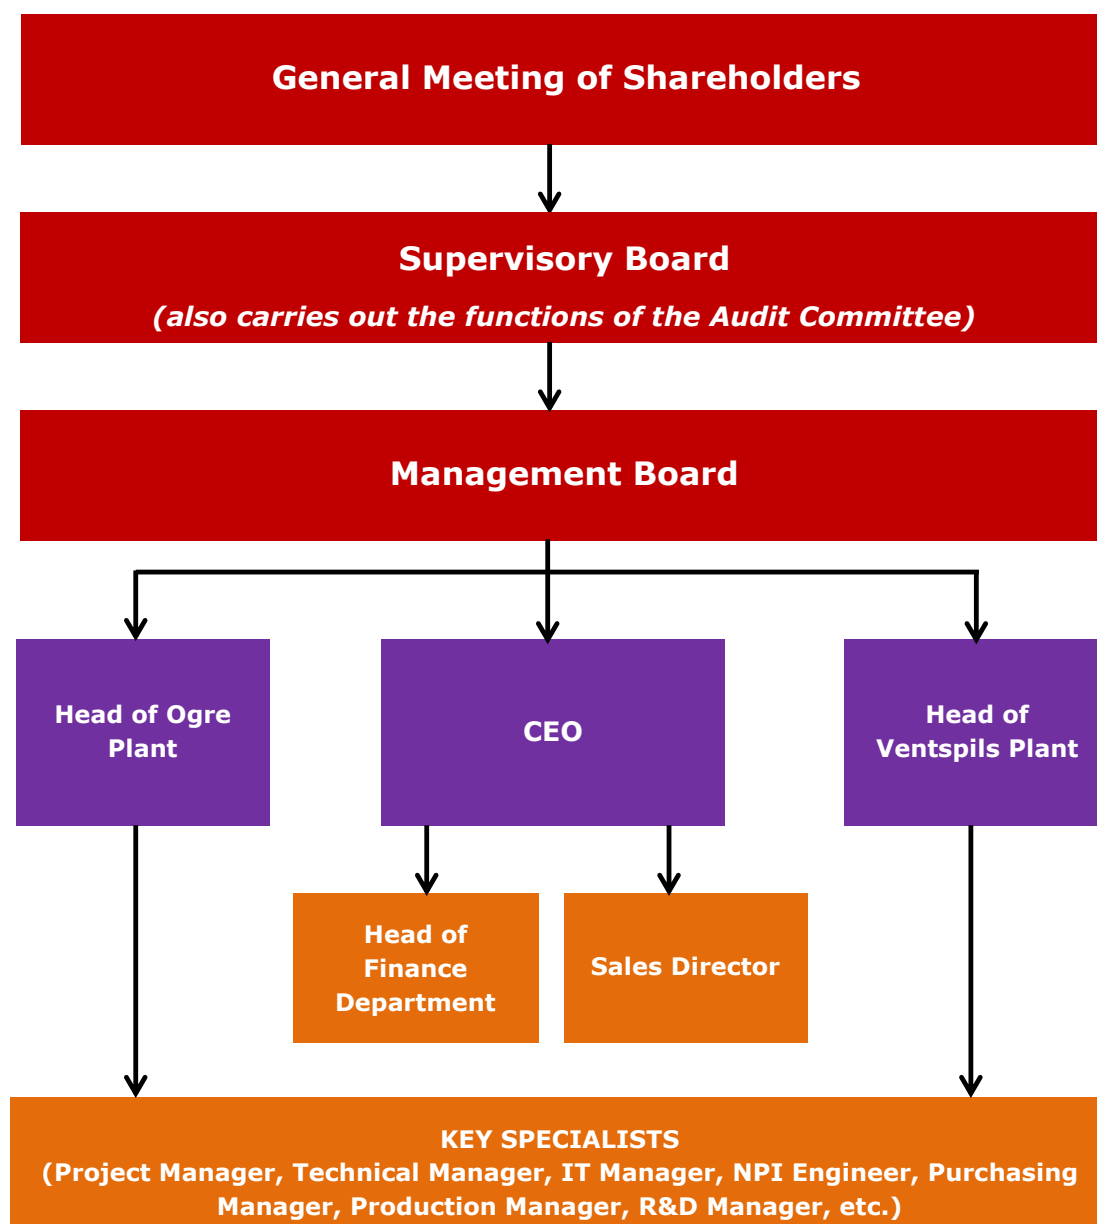 General Meeting of Shareholders
Supervisory Board
(also carries out the functions of the Audit Committee)
Management Board
Head of Ogre
Plant
CEO
Head of
Ventspils Plant
Head of
Finance
Department
Sales Director
KEY SPECIALISTS
(Project Manager, Technical Manager, IT Manager, NPI Engineer, Purchasing
Manager, Production Manager, R&D Manager, etc.)